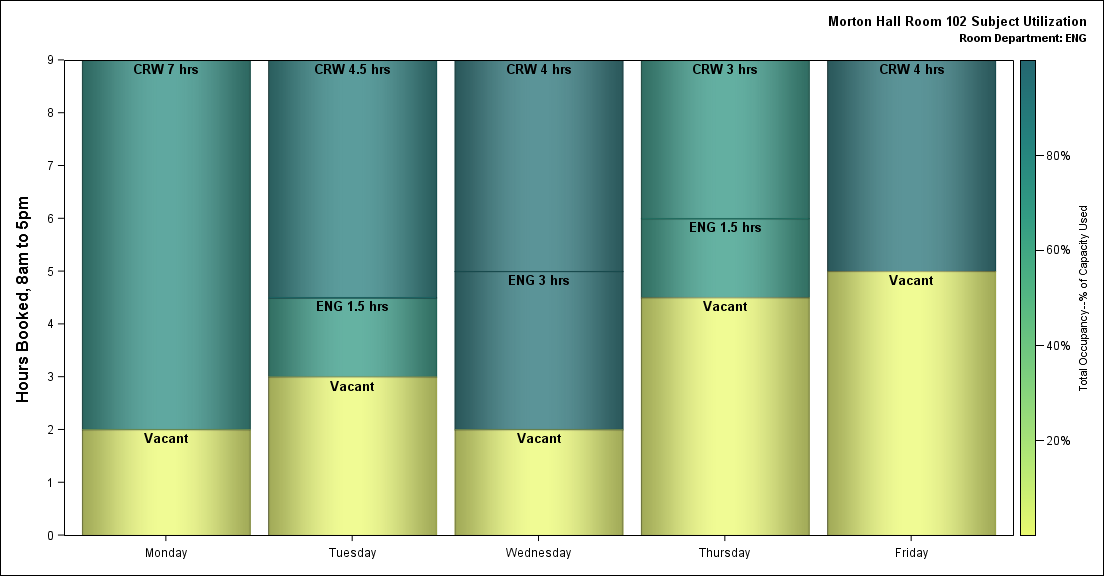 Morton Hall Room 102 Subject Utilization
Room Department: ENG
Hours Booked, 8am to 5pm
9
8
7
6
5
4
3
2
1
0
CRW 7 hrs
Vacant
CRW 4.5 hrs
ENG 1.5 hrs
Vacant
CRW 4 hrs
ENG 3 hrs
Vacant
CRW 3 hrs
ENG 1.5 hrs
Vacant
CRW 4 hrs
Vacant
Monday
Tuesday
Wednesday
Thursday
Friday
80%
60%
40%
20%
Total Occupancy--% of Capacity Used